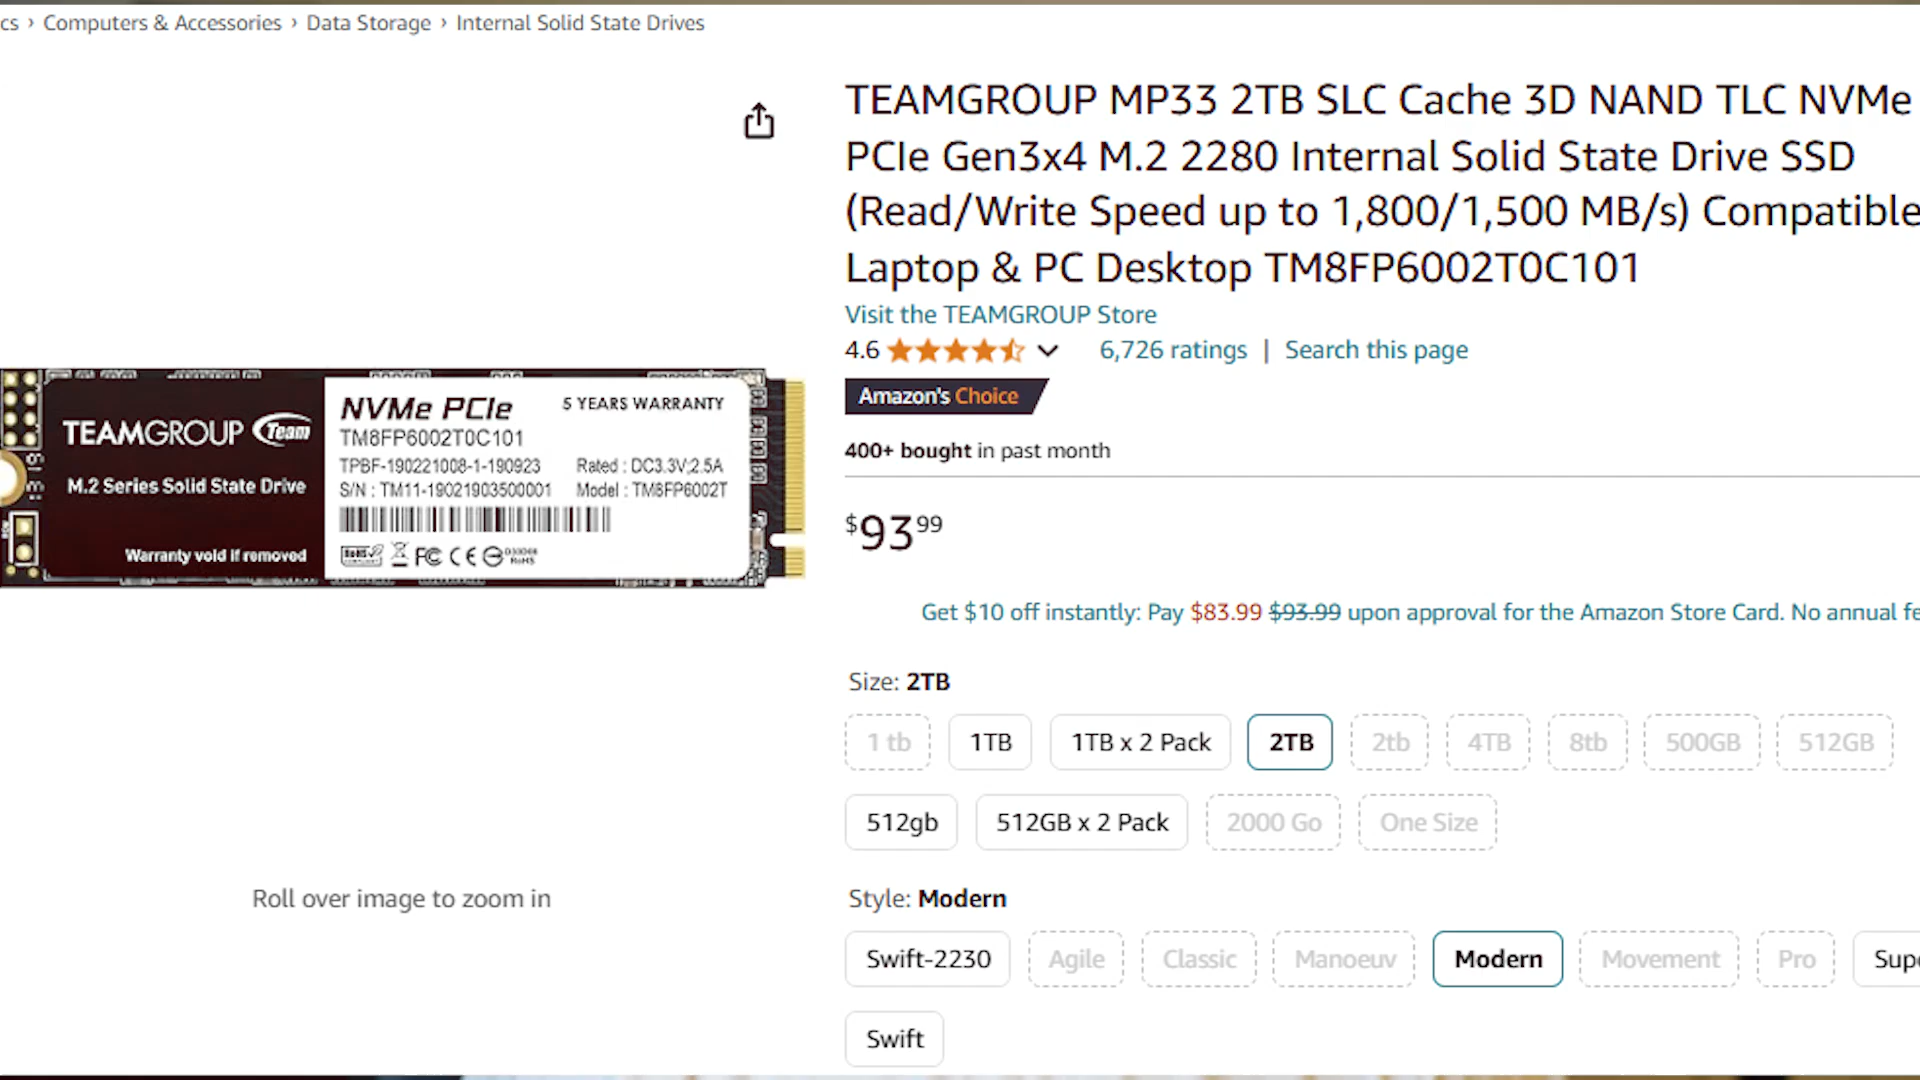 cs › Computers & Accessories › Data Storage › Internal Solid State Drives
TEAMGROUP MP33 2TB SLC Cache 3D NAND TLC NVMe
PCIe Gen3x4 M.2 2280 Internal Solid State Drive SSD
(Read/Write Speed up to 1,800/1,500 MB/s) Compatible
Laptop & PC Desktop TM8FP6002T0C101
Visit the TEAMGROUP Store
4.6 6,726 ratings | Search this page
Amazon's Choice
400+ bought in past month
$93 99
Get $10 off instantly: Pay $83.99 $93.99 upon approval for the Amazon Store Card. No annual fe
Size: 2TB
1 tb 1TB 1TB x 2 Pack 2TB 2tb 4TB 8tb 500GB 512GB
512gb 512GB x 2 Pack 2000 Go One Size
Style: Modern
Swift-2230 Agile Classic Manoeuv Modern Movement Pro Supe
Swift
TEAMGROUP Team
M.2 Series Solid State Drive
Warranty void if removed
NVMe PCIe 5 YEARS WARRANTY
TM8FP6002T0C101
TPBF-190221008-1-190923 Rated : DC3.3V;2.5A
S/N : TM11-19021903500001 Model : TM8FP6002T
RoHS FC CE
Roll over image to zoom in